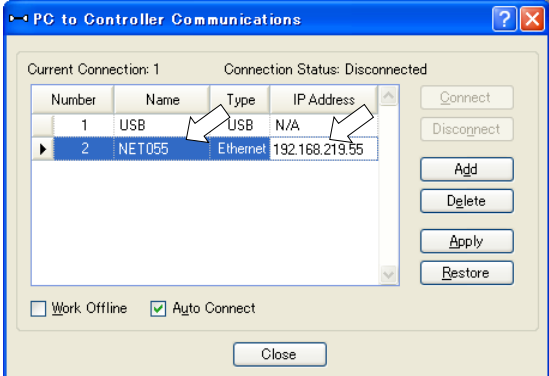 PC to Controller Communications
Current Connection: 1 Connection Status: Disconnected
Number Name Type IP Address
1 USB USB N/A
2 NET055 Ethernet 192.168.219.55
Connect
Disconnect
Add
Delete
Apply
Restore
Work Offline Auto Connect
Close